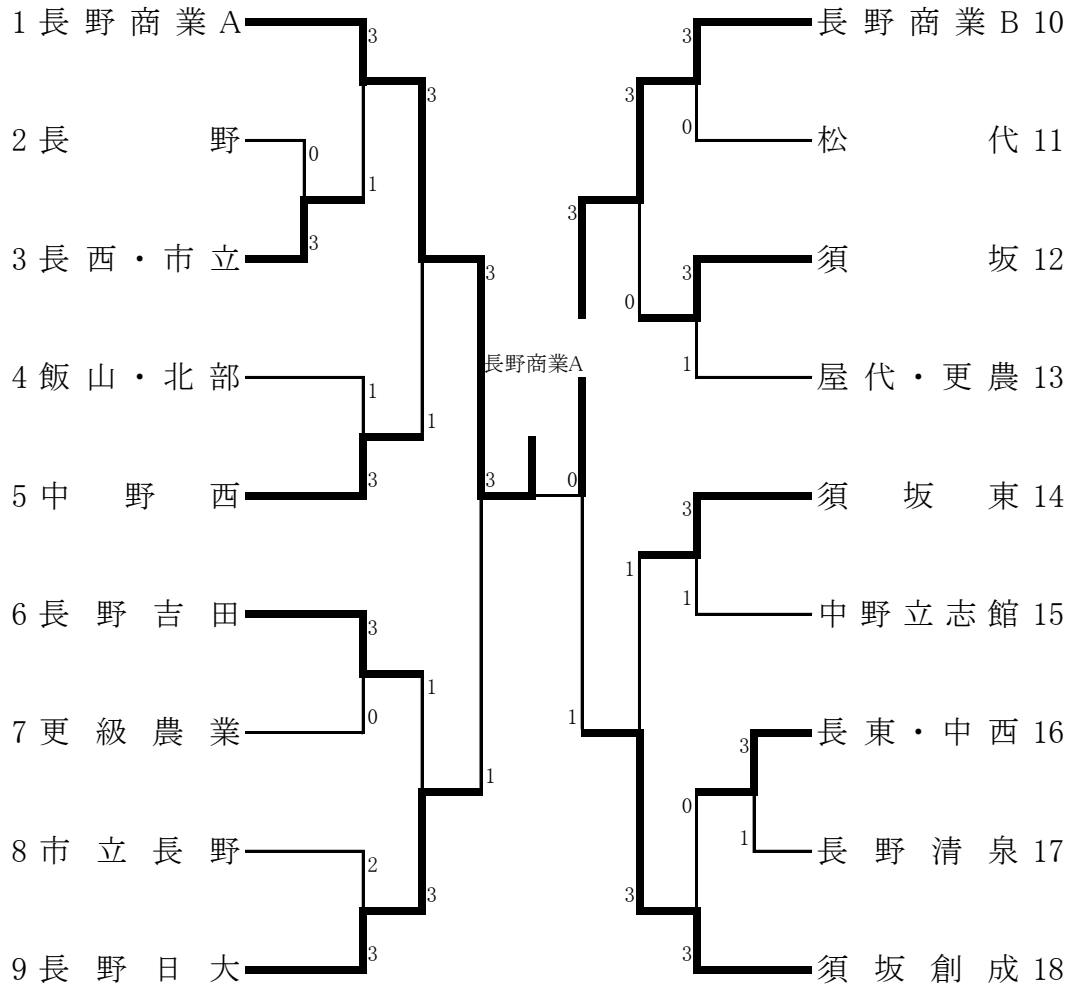 1 長野商業A 3 3 長野商業B 10
3 3
2 長野 0 0 松代 11
1
3 長西・市立 3 3 3 3 須坂 12
0
長野商業A
4 飯山・北部 1 1 屋代・更農 13
1
5 中野西 3 3 0 3 須坂東 14
1
6 長野吉田 3 1 中野立志館 15
1
7 更級農業 0 1 3 長東・中西 16
1 0
8 市立長野 2 1 長野清泉 17
3 3
9 長野日大 3 3 須坂創成 18